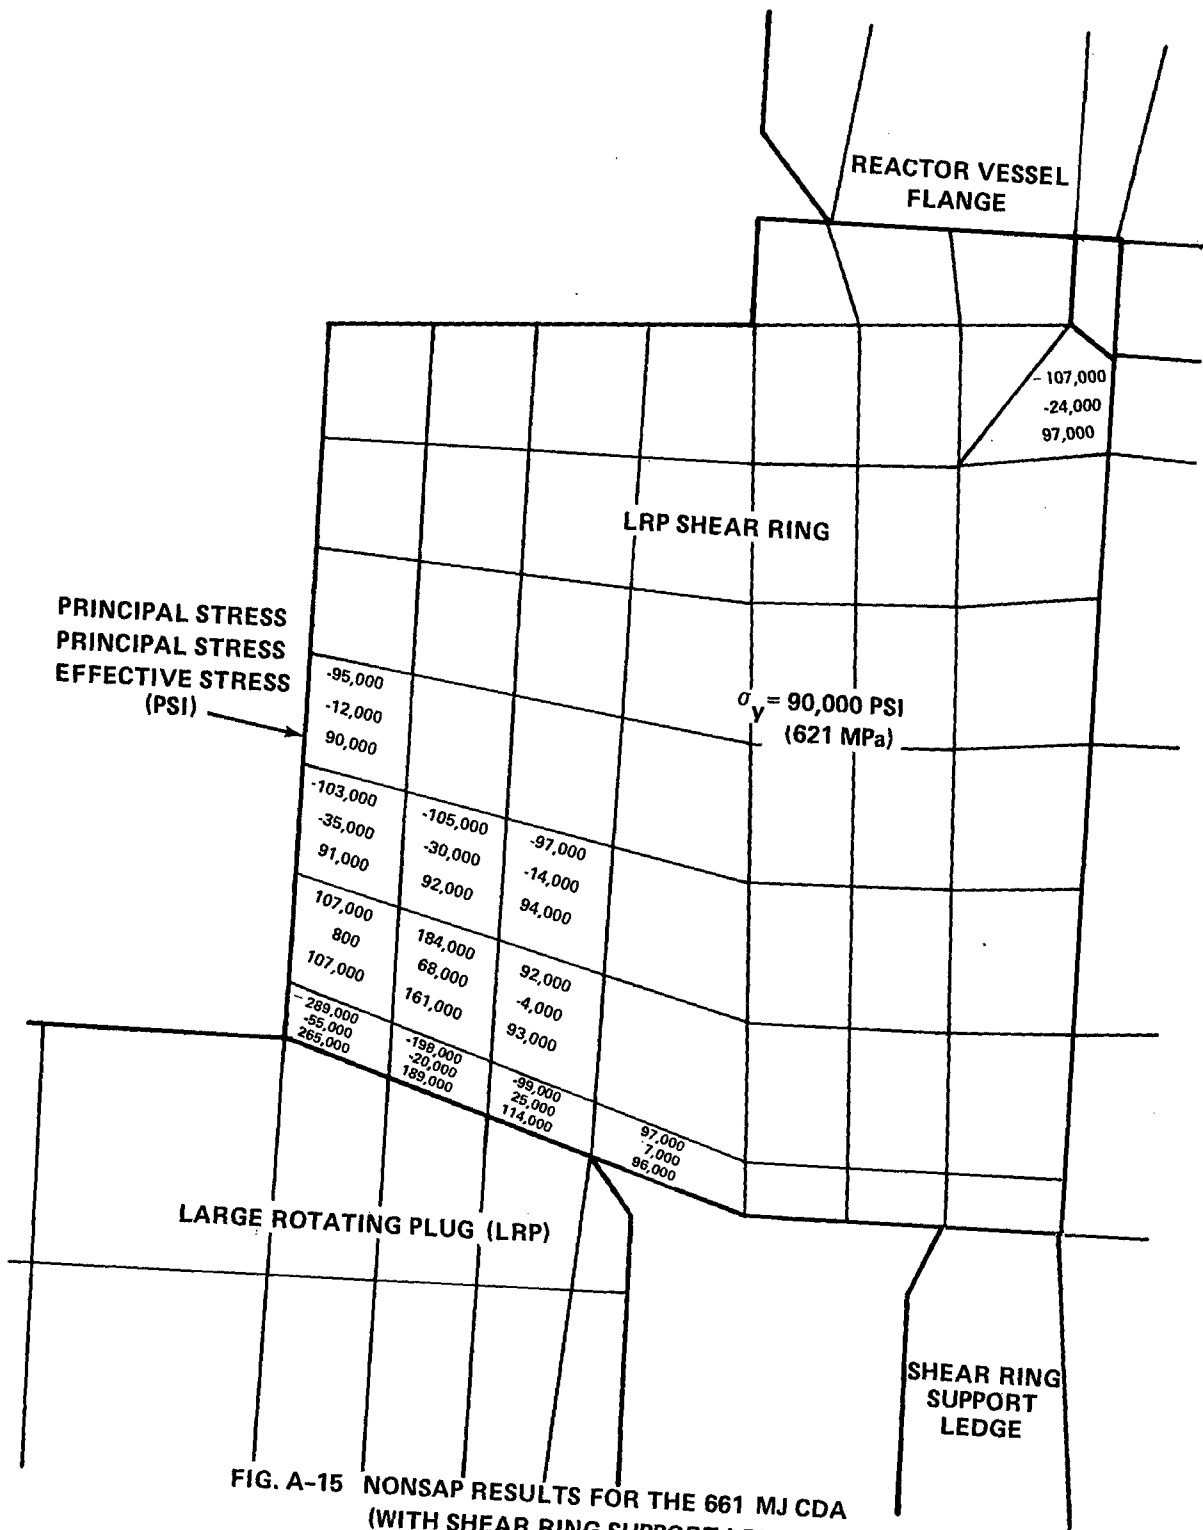 REACTOR VESSEL
FLANGE
- 107,000
-24,000
97,000
LRP SHEAR RING
PRINCIPAL STRESS
PRINCIPAL STRESS
EFFECTIVE STRESS
(PSI)
σy = 90,000 PSI
(621 MPa)
-95,000
-12,000
90,000
-103,000
-35,000
91,000
-105,000
-30,000
92,000
-97,000
-14,000
94,000
107,000
800
107,000
184,000
68,000
161,000
92,000
-4,000
93,000
- 289,000
-55,000
265,000
-198,000
-20,000
189,000
-99,000
25,000
114,000
97,000
7,000
96,000
LARGE ROTATING PLUG (LRP)
SHEAR RING
SUPPORT
LEDGE
FIG. A-15 NONSAP RESULTS FOR THE 661 MJ CDA
(WITH SHEAR RING SUPPORT